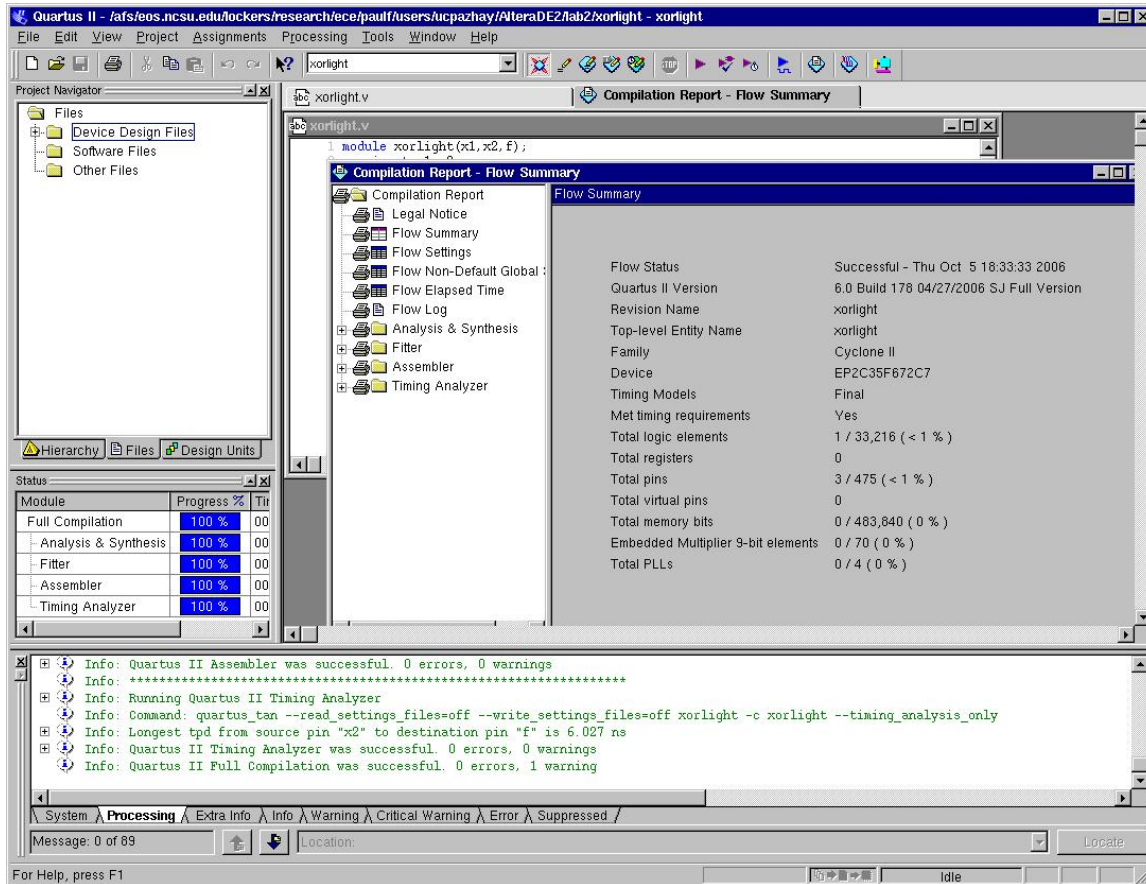 Quartus II - /afs/eos.ncsu.edu/lockers/research/ece/paulf/users/ucpazhay/AlteraDE2/lab2/xorlight - xorlight
File Edit View Project Assignments Processing Tools Window Help
xorlight
Project Navigator
Files
Device Design Files
Software Files
Other Files
Hierarchy Files Design Units
xorlight.v Compilation Report - Flow Summary
xorlight.v
1 module xorlight(x1,x2,f);
Compilation Report - Flow Summary
Compilation Report
Legal Notice
Flow Summary
Flow Settings
Flow Non-Default Global
Flow Elapsed Time
Flow Log
Analysis & Synthesis
Fitter
Assembler
Timing Analyzer
Flow Summary
Flow Status Successful - Thu Oct 5 18:33:33 2006
Quartus II Version 6.0 Build 178 04/27/2006 SJ Full Version
Revision Name xorlight
Top-level Entity Name xorlight
Family Cyclone II
Device EP2C35F672C7
Timing Models Final
Met timing requirements Yes
Total logic elements 1 / 33,216 ( < 1 % )
Total registers 0
Total pins 3 / 475 ( < 1 % )
Total virtual pins 0
Total memory bits 0 / 483,840 ( 0 % )
Embedded Multiplier 9-bit elements 0 / 70 ( 0 % )
Total PLLs 0 / 4 ( 0 % )
Status
Module Progress % Tir
Full Compilation 100 % 00
Analysis & Synthesis 100 % 00
Fitter 100 % 00
Assembler 100 % 00
Timing Analyzer 100 % 00
Info: Quartus II Assembler was successful. 0 errors, 0 warnings
Info: *******************************************************************
Info: Running Quartus II Timing Analyzer
Info: Command: quartus_tan --read_settings_files=off --write_settings_files=off xorlight -c xorlight --timing_analysis_only
Info: Longest tpd from source pin "x2" to destination pin "f" is 6.027 ns
Info: Quartus II Timing Analyzer was successful. 0 errors, 0 warnings
Info: Quartus II Full Compilation was successful. 0 errors, 1 warning
System Processing Extra Info Info Warning Critical Warning Error Suppressed
Message: 0 of 89 Location: Locate
For Help, press F1 Idle